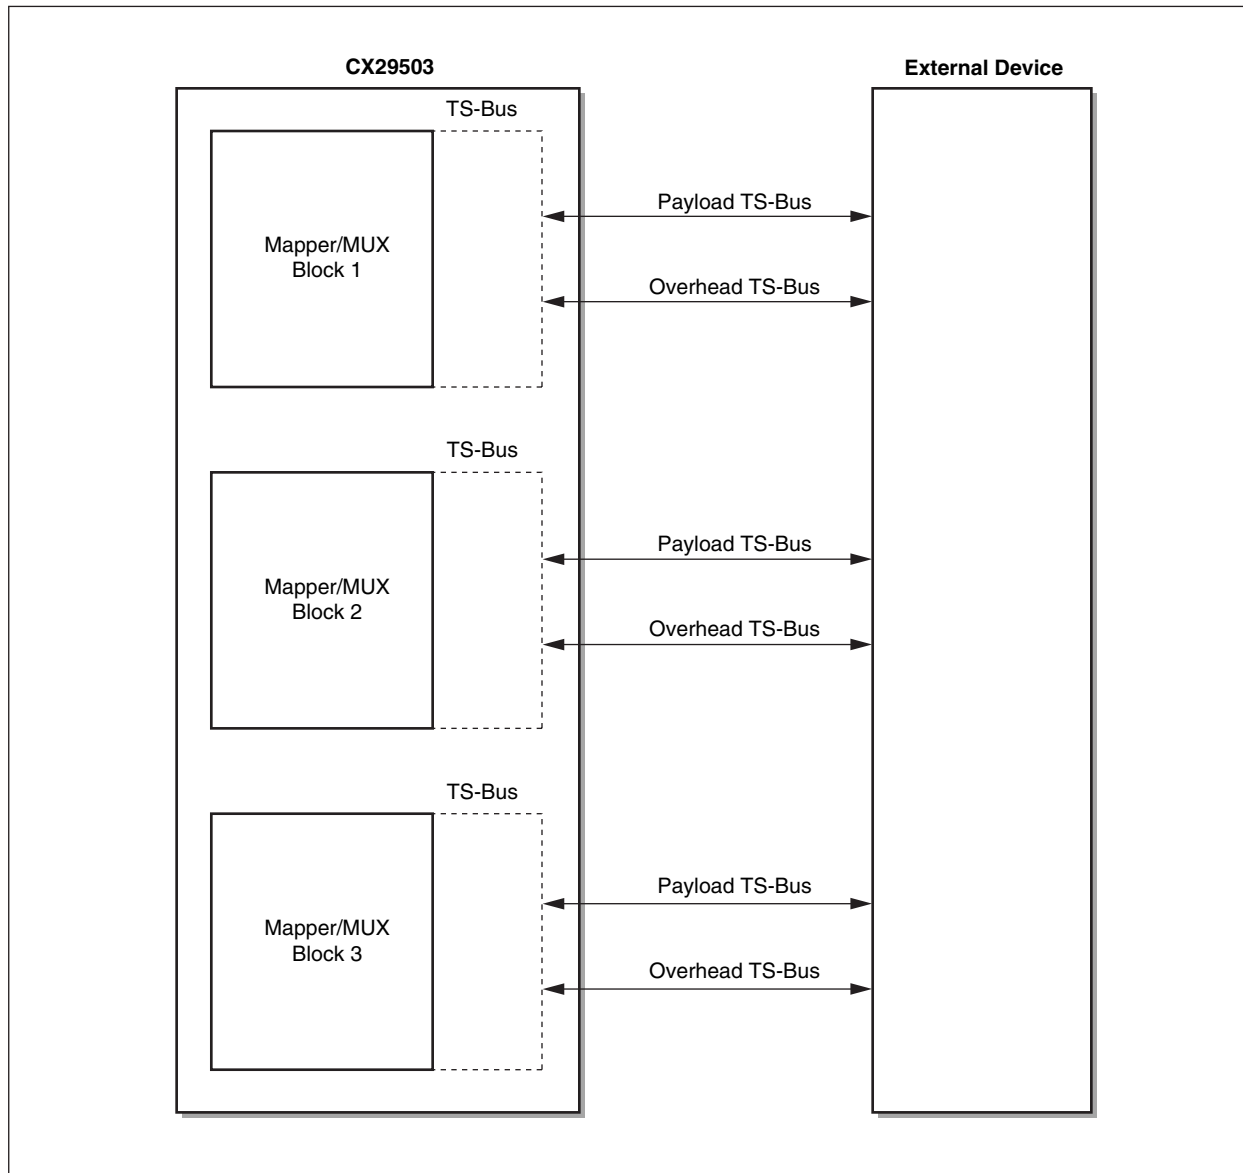 CX29503
External Device
TS-Bus
Mapper/MUX
Block 1
Payload TS-Bus
Overhead TS-Bus
TS-Bus
Mapper/MUX
Block 2
Payload TS-Bus
Overhead TS-Bus
TS-Bus
Mapper/MUX
Block 3
Payload TS-Bus
Overhead TS-Bus